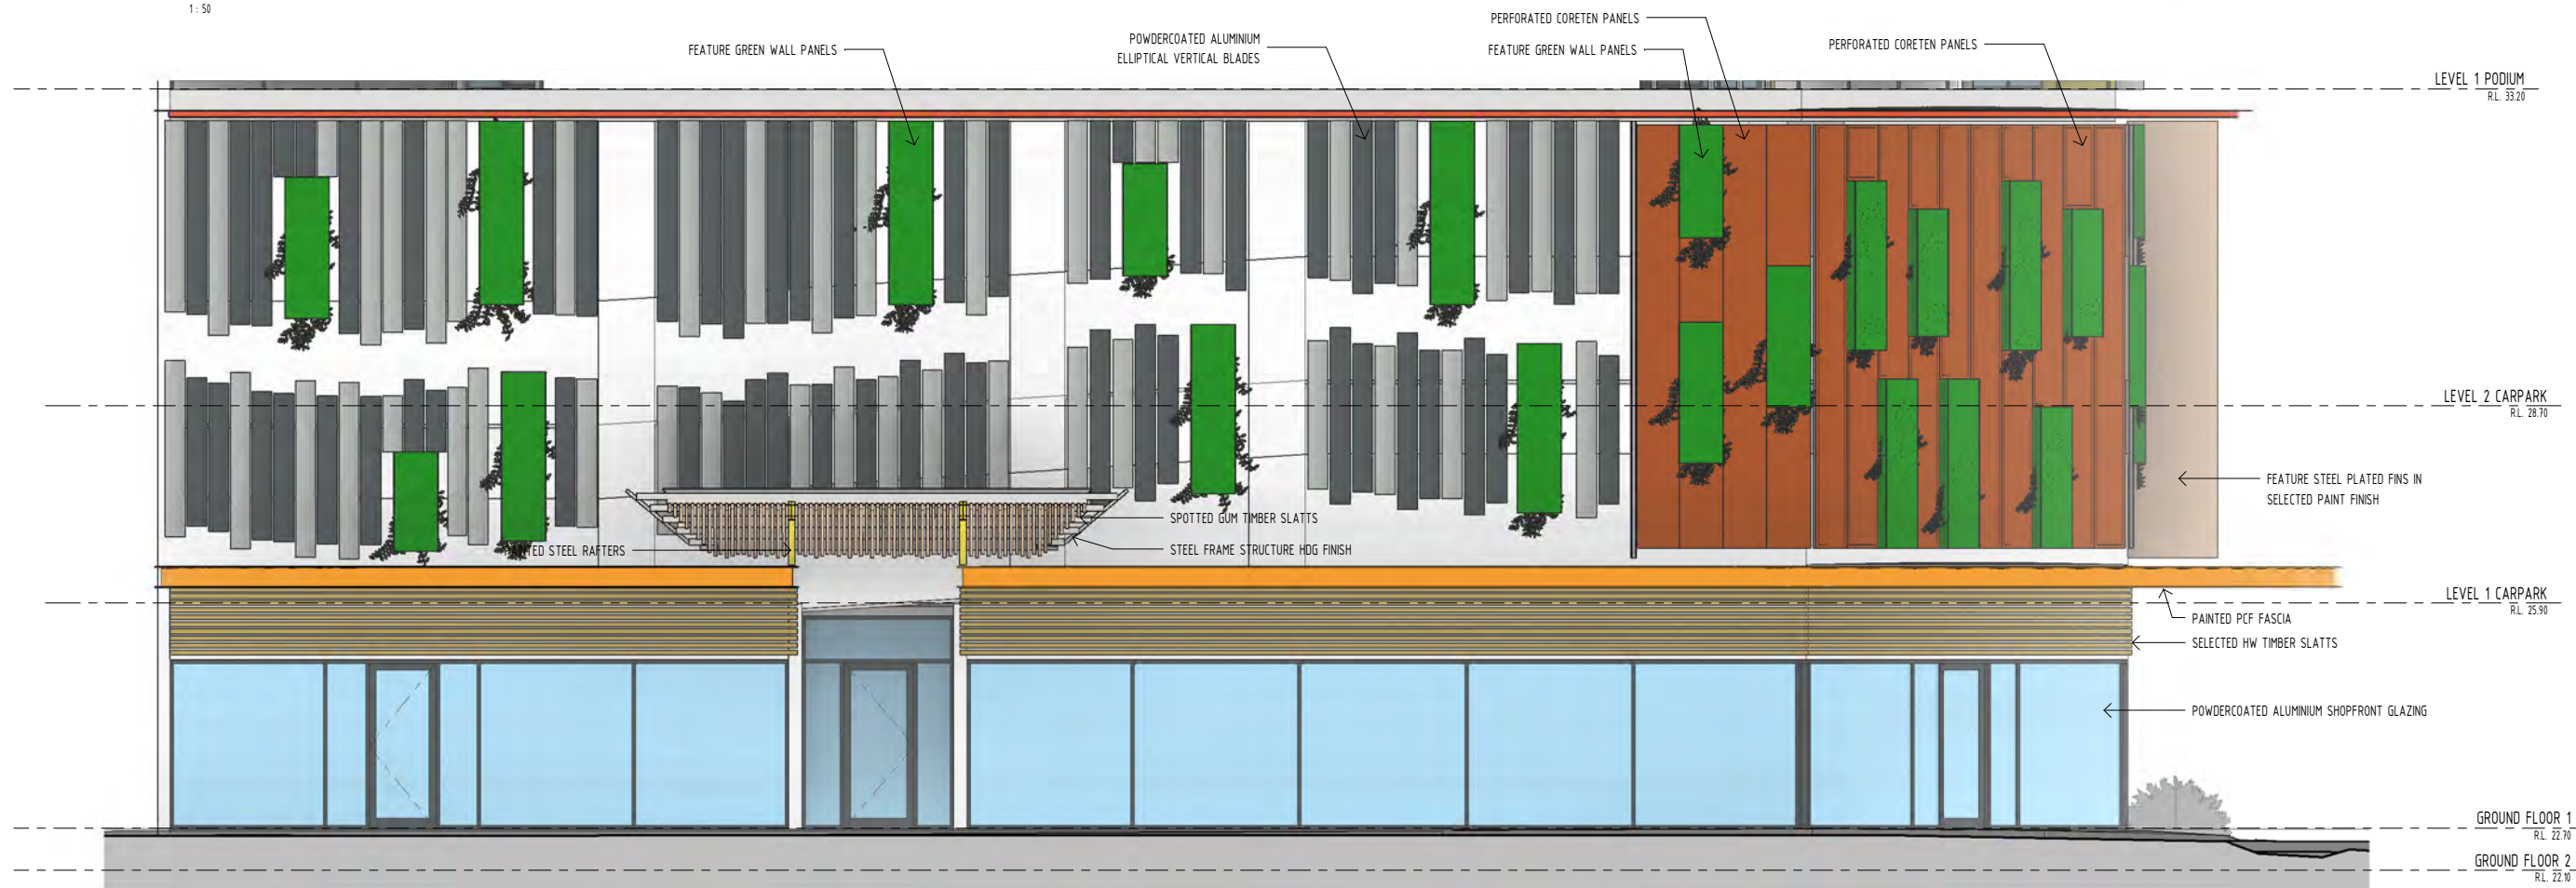 1 : 50
PERFORATED CORETEN PANELS
FEATURE GREEN WALL PANELS
POWDERCOATED ALUMINIUM
ELLIPTICAL VERTICAL BLADES
FEATURE GREEN WALL PANELS
PERFORATED CORETEN PANELS
LEVEL 1 PODIUM
R.L. 33.20
LEVEL 2 CARPARK
R.L. 28.70
FEATURE STEEL PLATED FINS IN
SELECTED PAINT FINISH
SPOTTED GUM TIMBER SLATTS
PAINTED STEEL RAFTERS
STEEL FRAME STRUCTURE HDG FINISH
LEVEL 1 CARPARK
R.L. 25.90
PAINTED PCF FASCIA
SELECTED HW TIMBER SLATTS
POWDERCOATED ALUMINIUM SHOPFRONT GLAZING
GROUND FLOOR 1
R.L. 22.70
GROUND FLOOR 2
R.L. 22.10